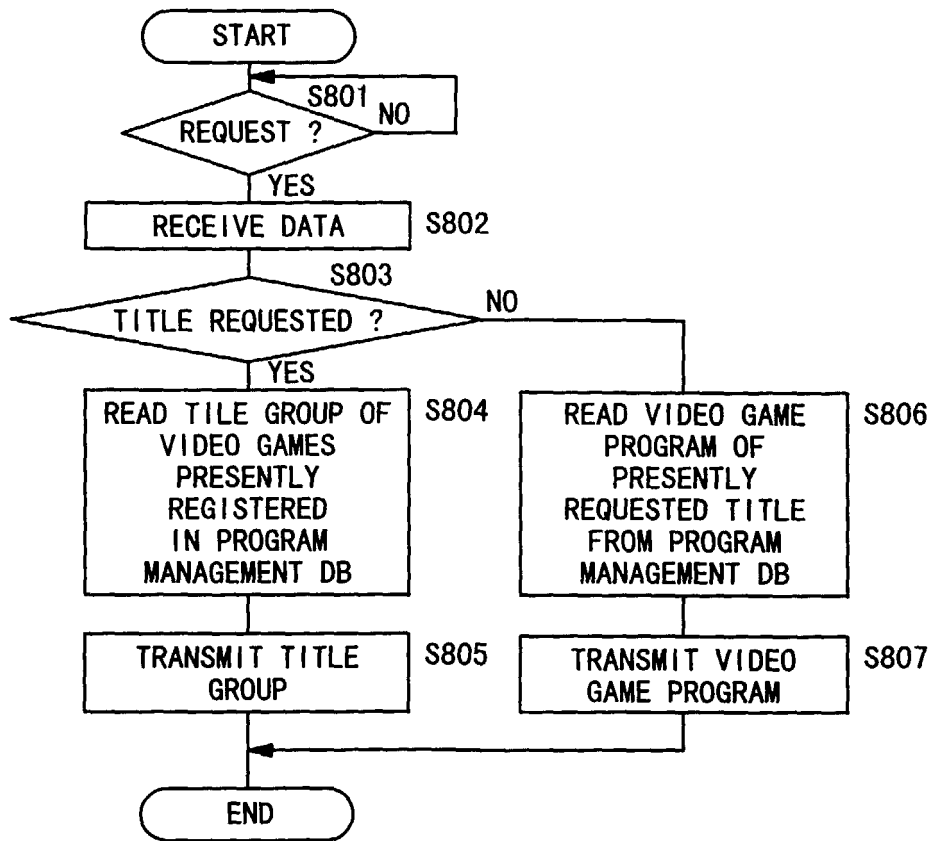 START
S801
REQUEST ?
NO
YES
RECEIVE DATA
S802
S803
TITLE REQUESTED ?
NO
YES
READ TILE GROUP OF
VIDEO GAMES
PRESENTLY
REGISTERED
IN PROGRAM
MANAGEMENT DB
S804
READ VIDEO GAME
PROGRAM OF
PRESENTLY
REQUESTED TITLE
FROM PROGRAM
MANAGEMENT DB
S806
TRANSMIT TITLE
GROUP
S805
TRANSMIT VIDEO
GAME PROGRAM
S807
END